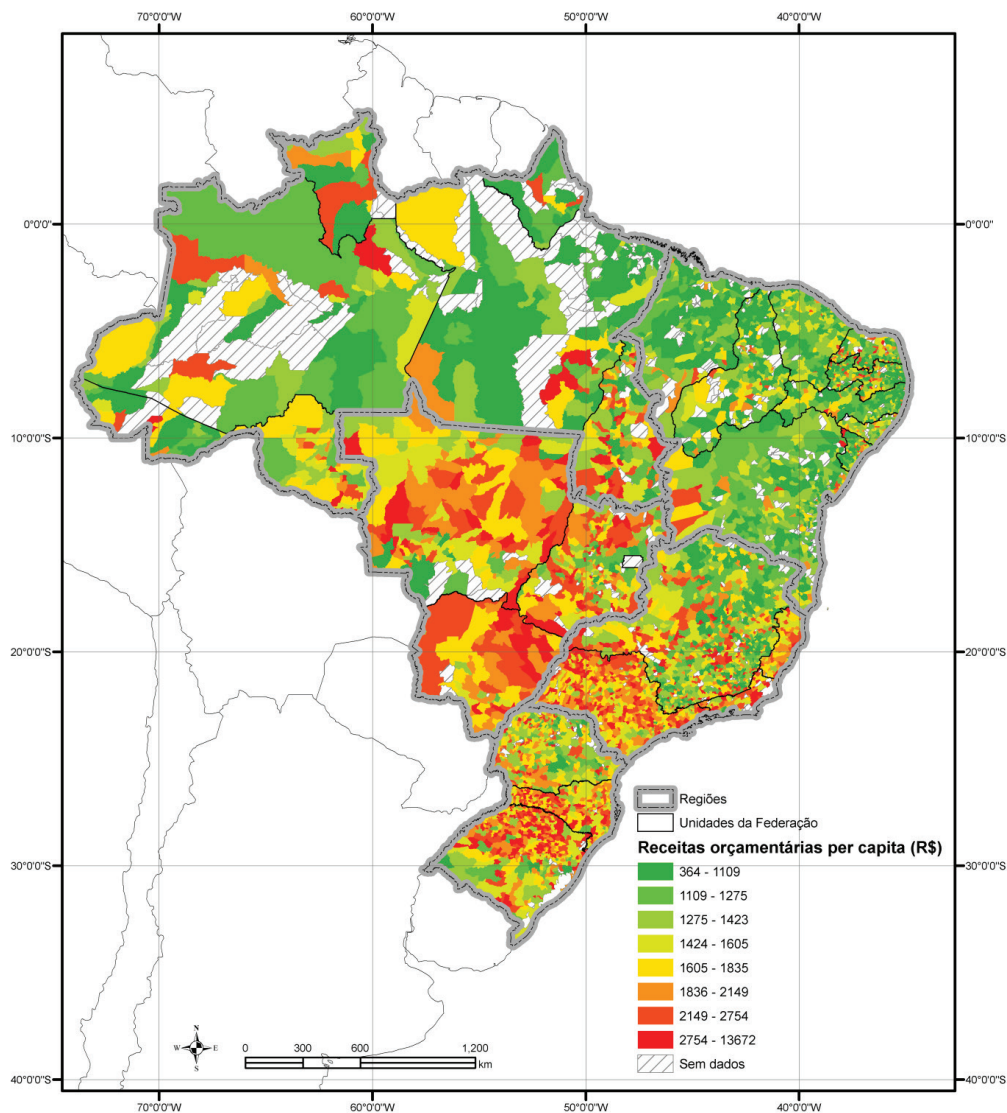 70°0'0"W 60°0'0"W 50°0'0"W 40°0'0"W
0°0'0" 0°0'0"
10°0'0"S 10°0'0"S
20°0'0"S 20°0'0"S
Regiões
Unidades da Federação
Receitas orçamentárias per capita (R$)
30°0'0"S 30°0'0"S
364 - 1109
1109 - 1275
1275 - 1423
1424 - 1605
1605 - 1835
1836 - 2149
2149 - 2754
2754 - 13672
Sem dados
N
W E
S
0 300 600 1,200
km
40°0'0"S 40°0'0"S
70°0'0"W 60°0'0"W 50°0'0"W 40°0'0"W